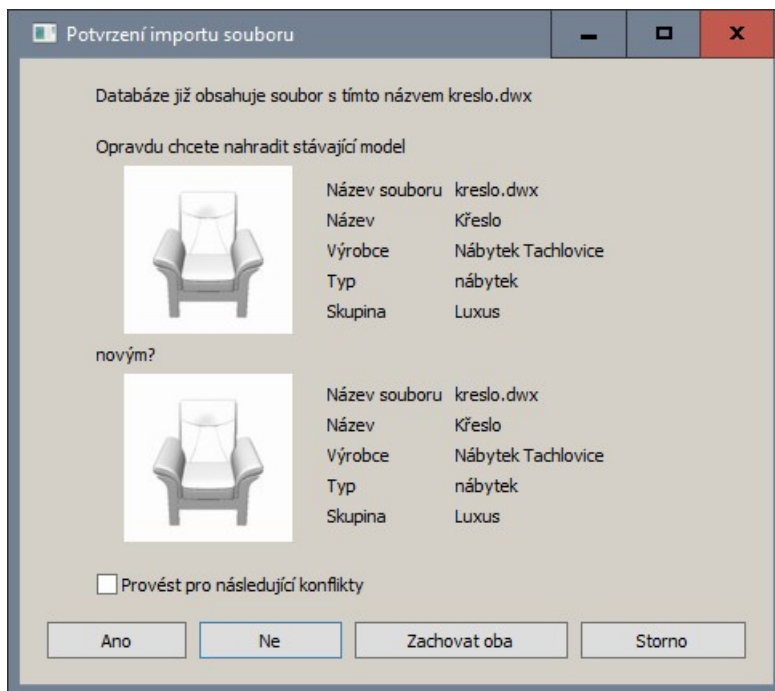 Potvrzení importu souboru
Databáze již obsahuje soubor s tímto názvem kreslo.dwx
Opravdu chcete nahradit stávající model
Název souboru kreslo.dwx
Název Křeslo
Výrobce Nábytek Tachlovice
Typ nábytek
Skupina Luxus
novým?
Název souboru kreslo.dwx
Název Křeslo
Výrobce Nábytek Tachlovice
Typ nábytek
Skupina Luxus
Provést pro následující konflikty
Ano Ne Zachovat oba Storno